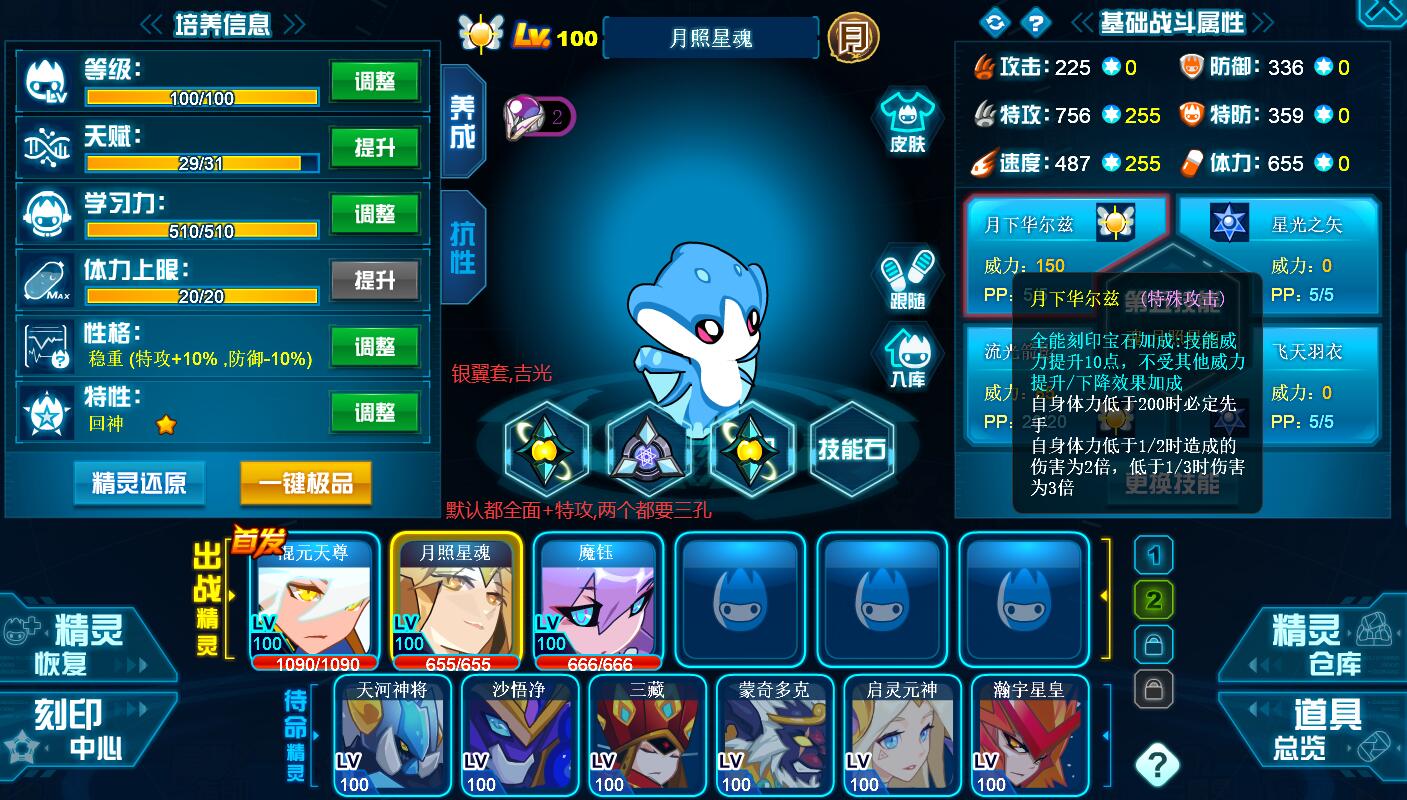 培养信息
等级：
LV
100/100
调整
天赋：
29/31
提升
学习力：
510/510
调整
体力上限：
MAX
20/20
提升
性格：
稳重 (特攻+10% ,防御-10%)
调整
特性：
回神
调整
精灵还原
一键极品
Lv. 100
月照星魂
月
养成
抗性
2
皮肤
跟随
入库
银翼套,吉光
技能石
默认都全面+特攻,两个都要三孔
?
基础战斗属性
攻击：225 0
防御：336 0
特攻：756 255
特防：359 0
速度：487 255
体力：655 0
月下华尔兹
威力：150
PP：5/5
星光之矢
威力：0
PP：5/5
飞天羽衣
威力：0
PP：5/5
月下华尔兹 (特殊攻击)
全能刻印宝石加成:技能威
力提升10点，不受其他威力
提升/下降效果加成
自身体力低于200时必定先
手
自身体力低于1/2时造成的
伤害为2倍，低于1/3时伤害
为3倍
更换技能
出战精灵
首发
混元天尊
LV
100
1090/1090
月照星魂
LV
100
655/655
魔钰
LV
100
666/666
1
2
待命精灵
天河神将
LV
100
沙悟净
LV
100
三藏
LV
100
蒙奇多克
LV
100
启灵元神
LV
100
瀚宇星皇
LV
100
精灵
恢复
刻印
中心
精灵
仓库
道具
总览
?